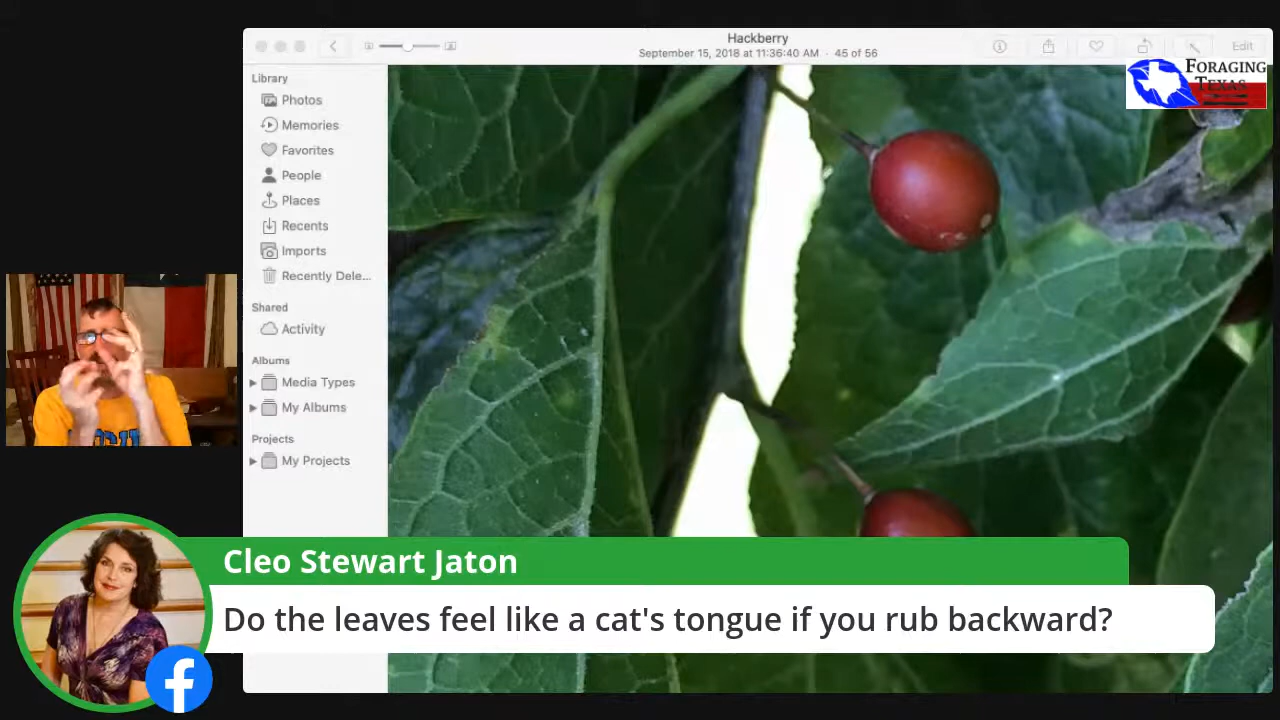 Hackberry
September 15, 2018 at 11:36:40 AM · 45 of 56
Edit
FORAGING
TEXAS
Library
Photos
Memories
Favorites
People
Places
Recents
Imports
Recently Dele...
Shared
Activity
Albums
Media Types
My Albums
Projects
My Projects
Cleo Stewart Jaton
Do the leaves feel like a cat's tongue if you rub backward?